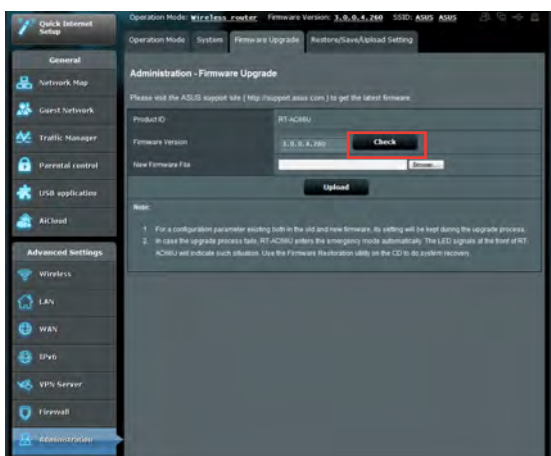 Quick Internet
Setup
Operation Mode: Wireless router Firmware Version: 3.0.0.4.260 SSID: ASUS ASUS
Operation Mode System Firmware Upgrade Restore/Save/Upload Setting
General
Network Map
Guest Network
Traffic Manager
Parental control
USB application
AiCloud
Advanced Settings
Wireless
LAN
WAN
IPv6
VPN Server
Firewall
Administration
Administration - Firmware Upgrade
Please visit the ASUS support site ( http://support.asus.com ) to get the latest firmware.
Product ID RT-AC66U
Firmware Version 3.0.0.4.260 Check
New Firmware File Browse...
Upload
Note:
1. For a configuration parameter existing both in the old and new firmware, its setting will be kept during the upgrade process.
2. In case the upgrade process fails, RT-AC66U enters the emergency mode automatically. The LED signals at the front of RT-
AC66U will indicate such situation. Use the Firmware Restoration utility on the CD to do system recovery.